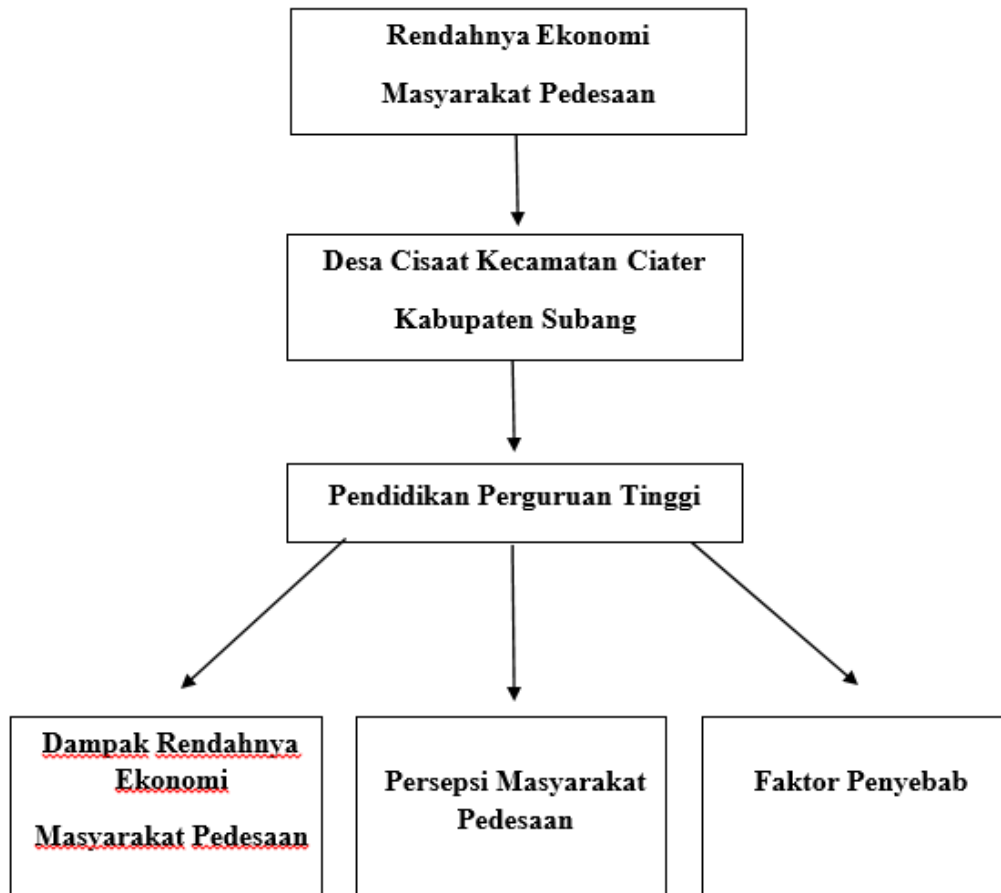 Rendahnya Ekonomi
Masyarakat Pedesaan
Desa Cisaat Kecamatan Ciater
Kabupaten Subang
Pendidikan Perguruan Tinggi
Dampak Rendahnya
Ekonomi
Masyarakat Pedesaan
Persepsi Masyarakat
Pedesaan
Faktor Penyebab